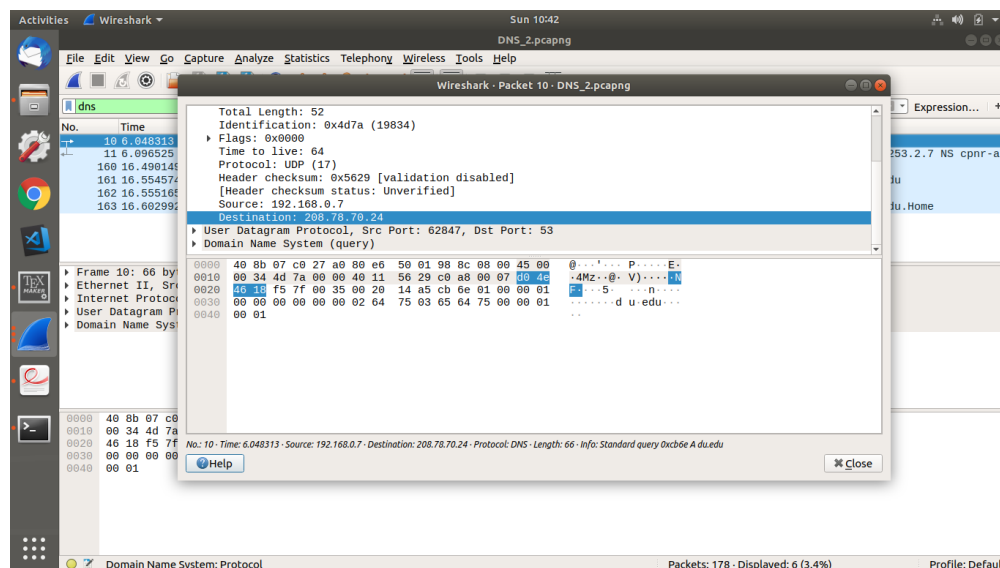 Activities Wireshark Sun 10:42
DNS_2.pcapng
File Edit View Go Capture Analyze Statistics Telephony Wireless Tools Help
Wireshark · Packet 10 · DNS_2.pcapng
dns Expression... +
No. Time
10 6.048313
11 6.096525 253.2.7 NS cpnr-a
160 16.490149
161 16.554574 du
162 16.555165
163 16.602992 du.Home
Total Length: 52
Identification: 0x4d7a (19834)
Flags: 0x0000
Time to live: 64
Protocol: UDP (17)
Header checksum: 0x5629 [validation disabled]
[Header checksum status: Unverified]
Source: 192.168.0.7
Destination: 208.78.70.24
User Datagram Protocol, Src Port: 62847, Dst Port: 53
Domain Name System (query)
0000 40 8b 07 c0 27 a0 80 e6 50 01 98 8c 08 00 45 00 @···'··· P·····E·
0010 00 34 4d 7a 00 00 40 11 56 29 c0 a8 00 07 d0 4e ·4Mz··@· V)·····N
0020 46 18 f5 7f 00 35 00 20 14 a5 cb 6e 01 00 00 01 F····5·  ···n····
0030 00 00 00 00 00 00 02 64 75 03 65 64 75 00 00 01 ·······d u·edu···
0040 00 01 ··
No.: 10 · Time: 6.048313 · Source: 192.168.0.7 · Destination: 208.78.70.24 · Protocol: DNS · Length: 66 · Info: Standard query 0xcb6e A du.edu
Help Close
Frame 10: 66 by
Ethernet II, Sr
Internet Protoc
User Datagram P
Domain Name Sys
0000 40 8b 07 c0
0010 00 34 4d 7a
0020 46 18 f5 7f
0030 00 00 00 00
0040 00 01
TEX
MAKER
Domain Name System: Protocol Packets: 178 · Displayed: 6 (3.4%) Profile: Defau